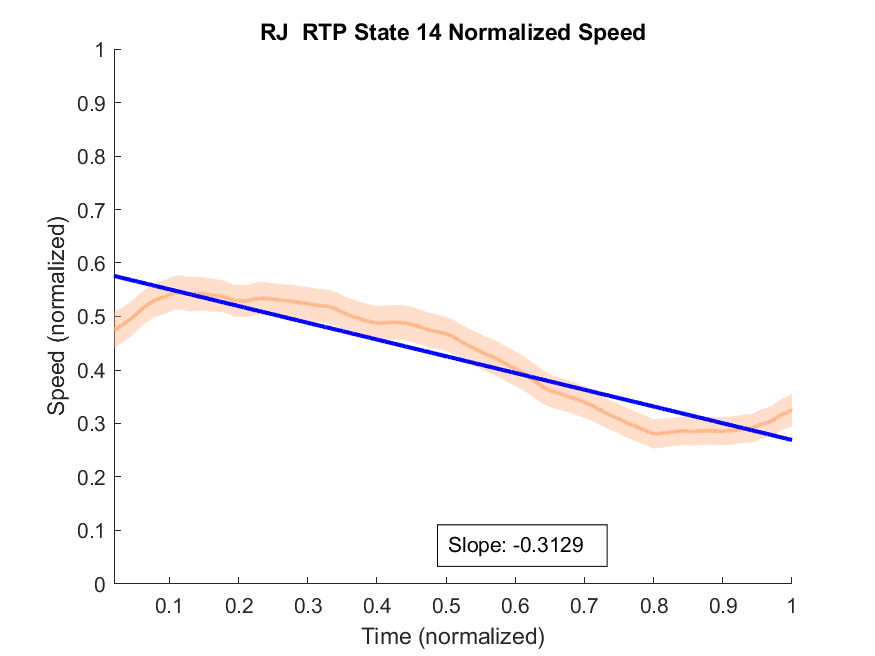 RJ  RTP State 14 Normalized Speed
1
0.9
0.8
0.7
0.6
0.5
0.4
0.3
0.2
0.1
0
Speed (normalized)
Slope: -0.3129
0.1 0.2 0.3 0.4 0.5 0.6 0.7 0.8 0.9 1
Time (normalized)